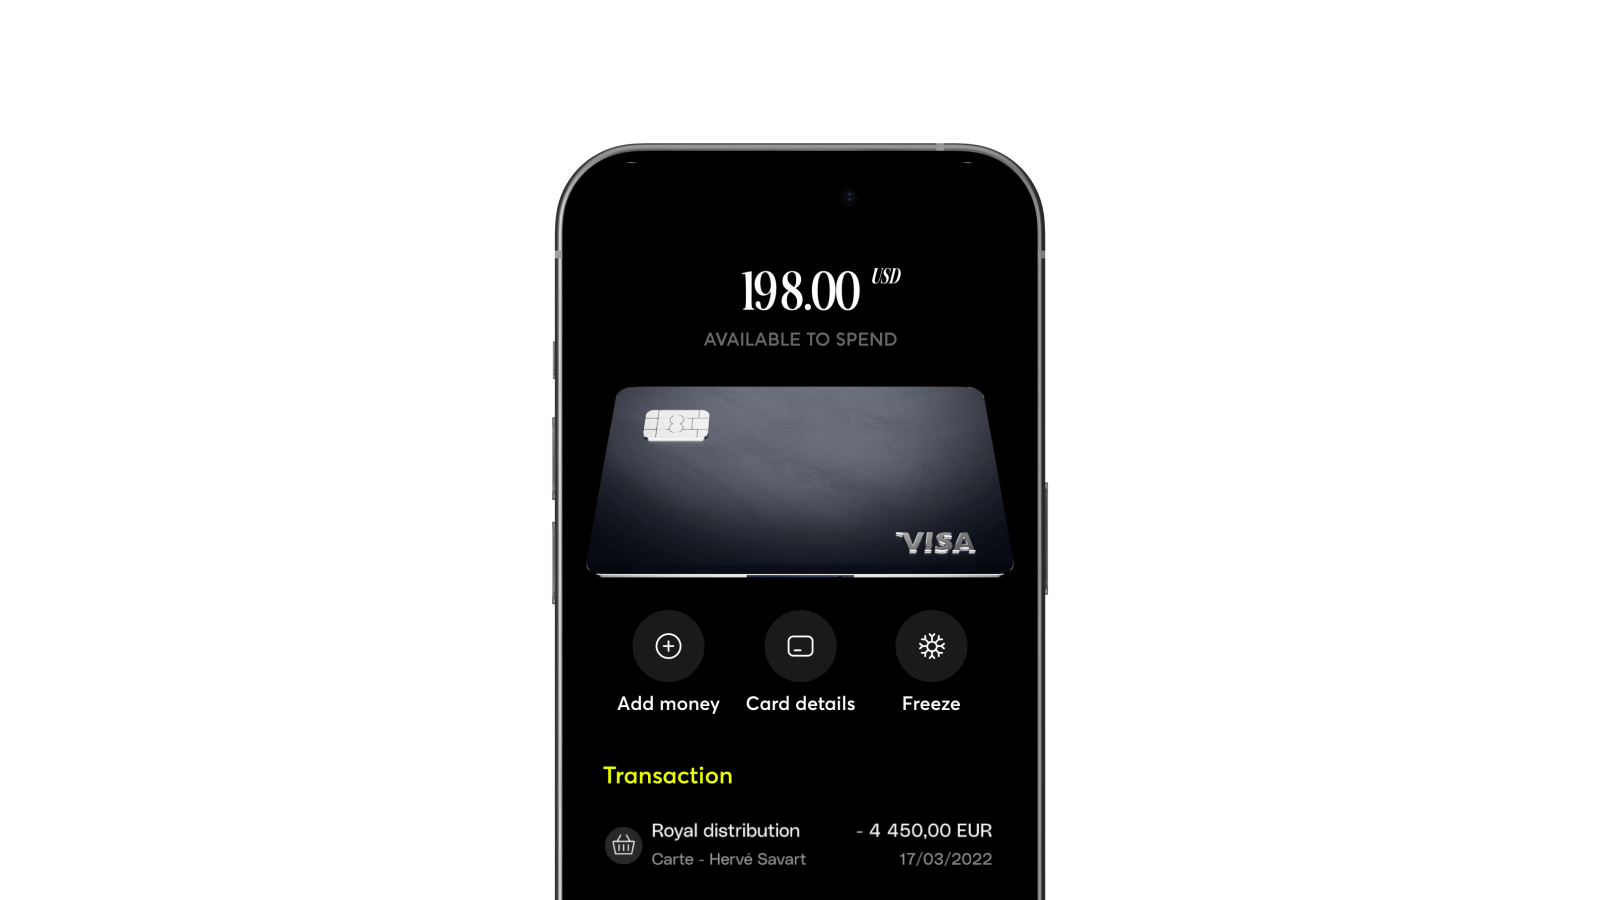 198.00 USD
AVAILABLE TO SPEND
VISA
Add money
Card details
Freeze
Transaction
Royal distribution
- 4 450,00 EUR
Carte - Hervé Savart
17/03/2022